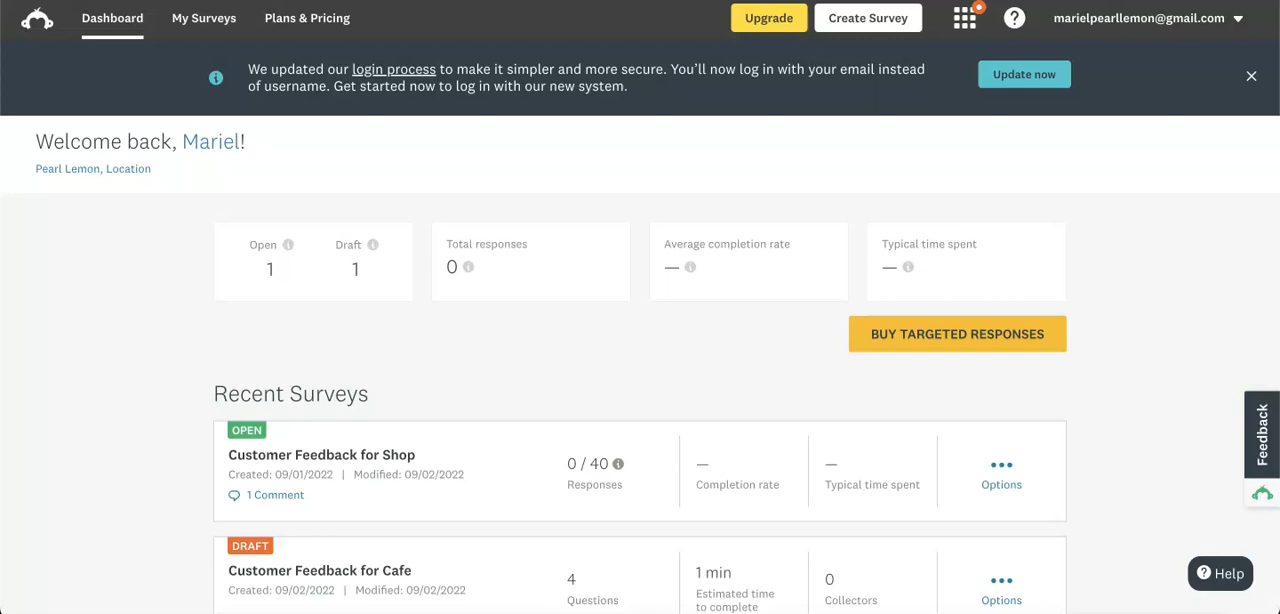 Dashboard My Surveys Plans & Pricing Upgrade Create Survey marielpearllemon@gmail.com
We updated our login process to make it simpler and more secure. You'll now log in with your email instead
of username. Get started now to log in with our new system.
Update now
Welcome back, Mariel!
Pearl Lemon, Location
Open Draft
1 1
Total responses
0
Average completion rate
—
Typical time spent
—
BUY TARGETED RESPONSES
Recent Surveys
OPEN
Customer Feedback for Shop
Created: 09/01/2022 | Modified: 09/02/2022
1 Comment
0 / 40
Responses
—
Completion rate
—
Typical time spent
Options
DRAFT
Customer Feedback for Cafe
Created: 09/02/2022 | Modified: 09/02/2022
4
Questions
1 min
Estimated time
to complete
0
Collectors
Options
Feedback
Help